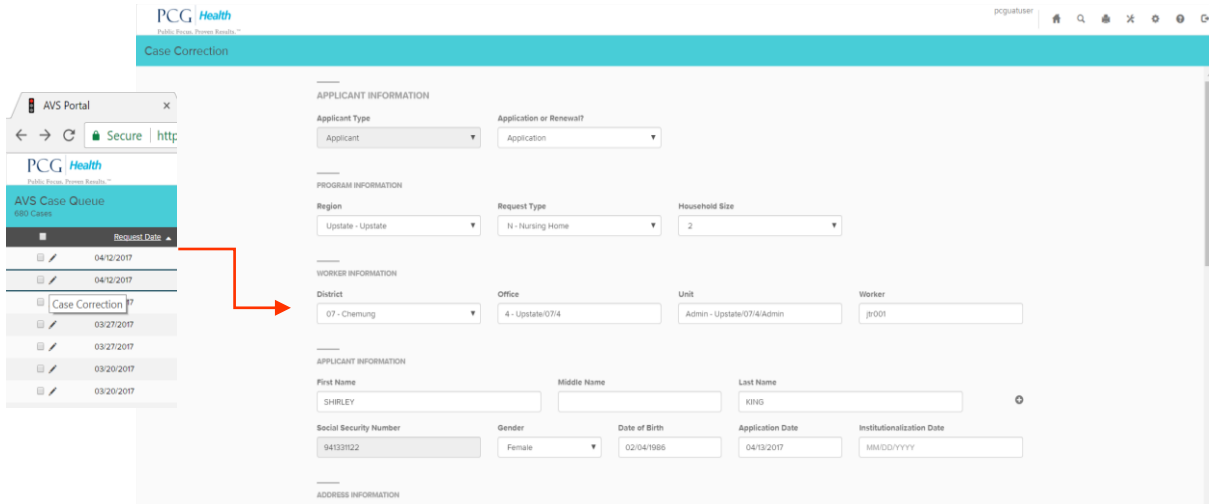 PCG Health
Public Focus. Proven Results.™
pcguatuser
Case Correction
APPLICANT INFORMATION
Applicant Type Application or Renewal?
Applicant Application
PROGRAM INFORMATION
Region Request Type Household Size
Upstate - Upstate N - Nursing Home 2
WORKER INFORMATION
District Office Unit Worker
07 - Chemung 4 - Upstate/07/4 Admin - Upstate/07/4/Admin jtr001
APPLICANT INFORMATION
First Name Middle Name Last Name
SHIRLEY KING
Social Security Number Gender Date of Birth Application Date Institutionalization Date
941331122 Female 02/04/1986 04/13/2017 MM/DD/YYYY
ADDRESS INFORMATION
AVS Portal
Secure http
PCG Health
Public Focus. Proven Results.™
AVS Case Queue
680 Cases
Request Date
04/12/2017
04/12/2017
Case Correction
03/27/2017
03/27/2017
03/20/2017
03/20/2017